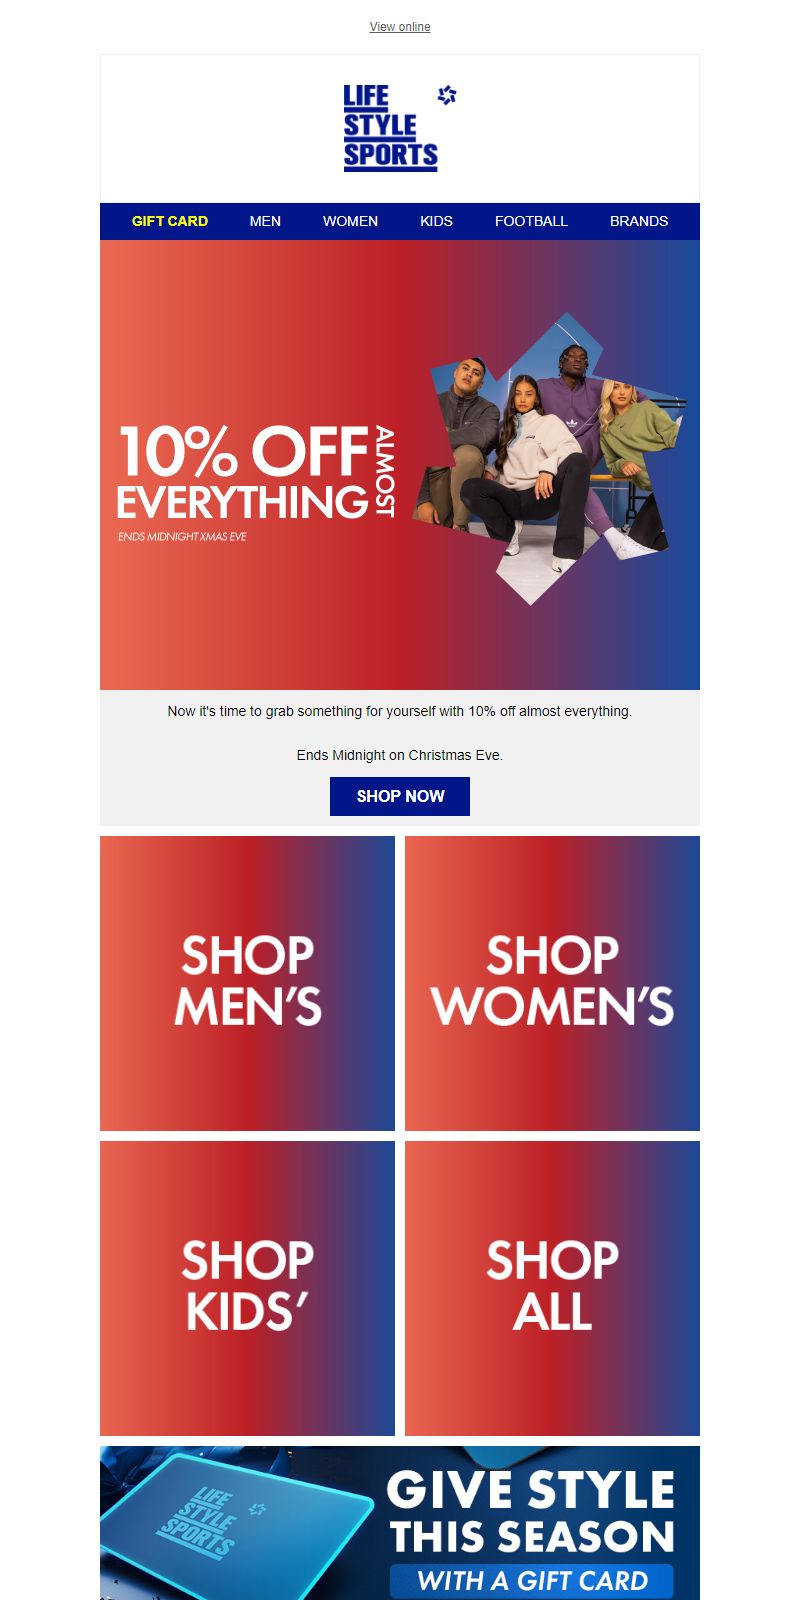 View online
LIFE
STYLE
SPORTS
GIFT CARD MEN WOMEN KIDS FOOTBALL BRANDS
10% OFF
EVERYTHING
ALMOST
ENDS MIDNIGHT XMAS EVE
Now it's time to grab something for yourself with 10% off almost everything.
Ends Midnight on Christmas Eve.
SHOP NOW
SHOP
MEN’S
SHOP
WOMEN’S
SHOP
KIDS’
SHOP
ALL
LIFE
STYLE
SPORTS
GIVE STYLE
THIS SEASON
WITH A GIFT CARD